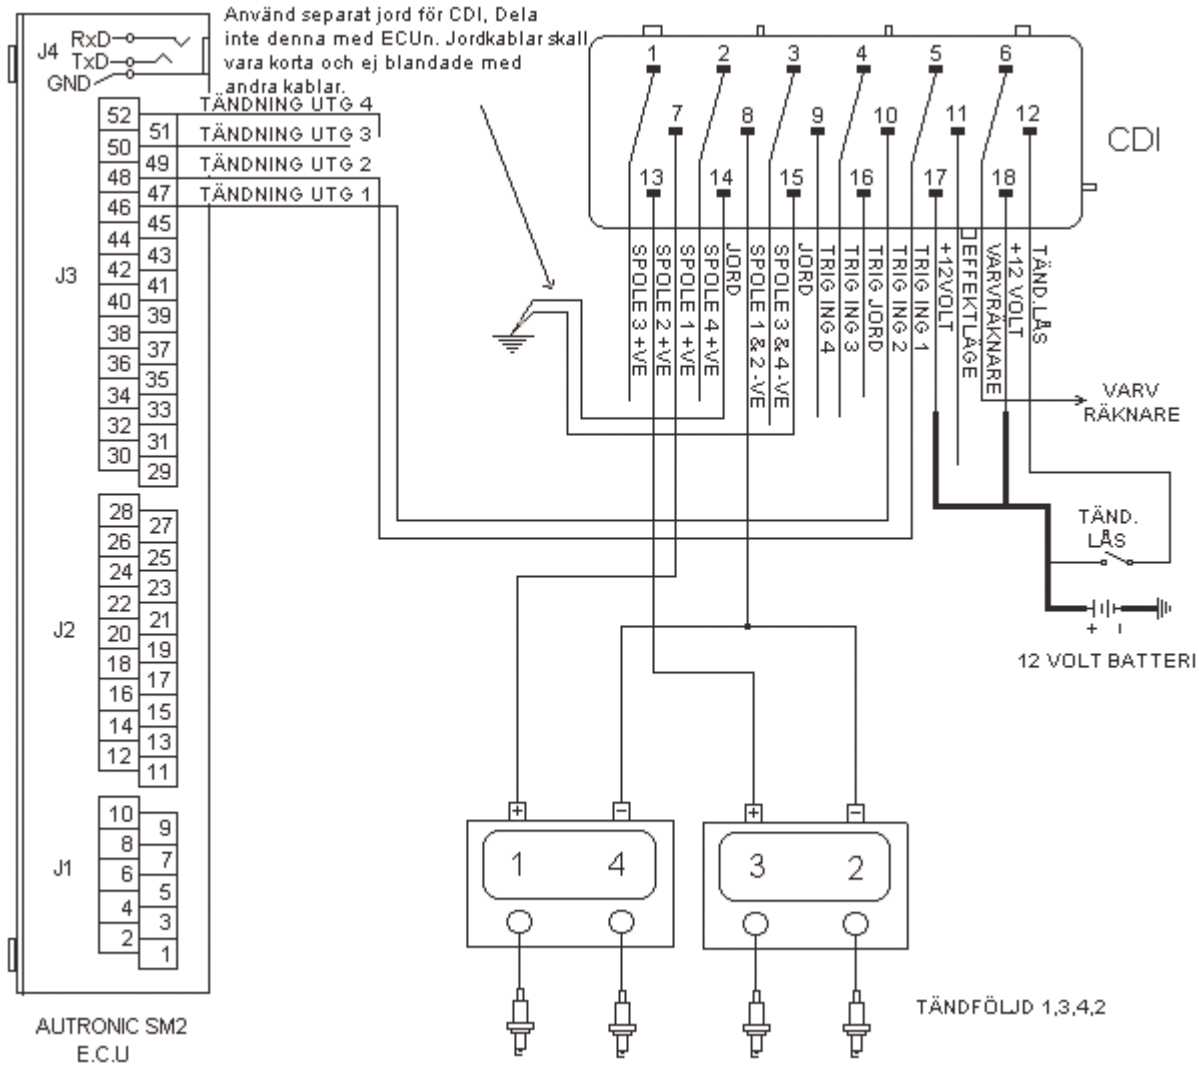 Använd separat jord för CDI, Dela
inte denna med ECUn. Jordkablar skall
vara korta och ej blandade med
andra kablar.
J4
RxD
TxD
GND
TÄNDNING UTG 4
TÄNDNING UTG 3
TÄNDNING UTG 2
TÄNDNING UTG 1
J3
52
51
50
49
48
47
46
45
44
43
42
41
40
39
38
37
36
35
34
33
32
31
30
29
J2
28
27
26
25
24
23
22
21
20
19
18
17
16
15
14
13
12
11
J1
10
9
8
7
6
5
4
3
2
1
AUTRONIC SM2
E.C.U
1 2 3 4 5 6
7 8 9 10 11 12
13 14 15 16 17 18
CDI
SPOLE 3 +VE
SPOLE 2 +VE
SPOLE 1 +VE
SPOLE 4 +VE
JORD
SPOLE 1 & 2 -VE
SPOLE 3 & 4 -VE
JORD
TRIG ING 4
TRIG ING 3
TRIG JORD
TRIG ING 2
TRIG ING 1
+12VOLT
EFFEKTLÄGE
VARVRÄKNARE
+12 VOLT
TÄND.LÅS
VARV
RÄKNARE
TÄND.
LÅS
+
12 VOLT BATTERI
+ -
+ -
1 4
3 2
TÄNDFÖLJD 1,3,4,2